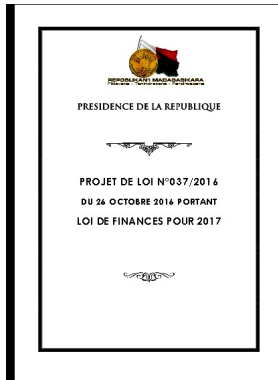 REPOBLIKAN'I MADAGASIKARA
Fitiavana - Tanindrazana - Fandrosoana
PRESIDENCE DE LA REPUBLIQUE
PROJET DE LOI N°037/2016
DU 26 OCTOBRE 2016 PORTANT
LOI DE FINANCES POUR 2017